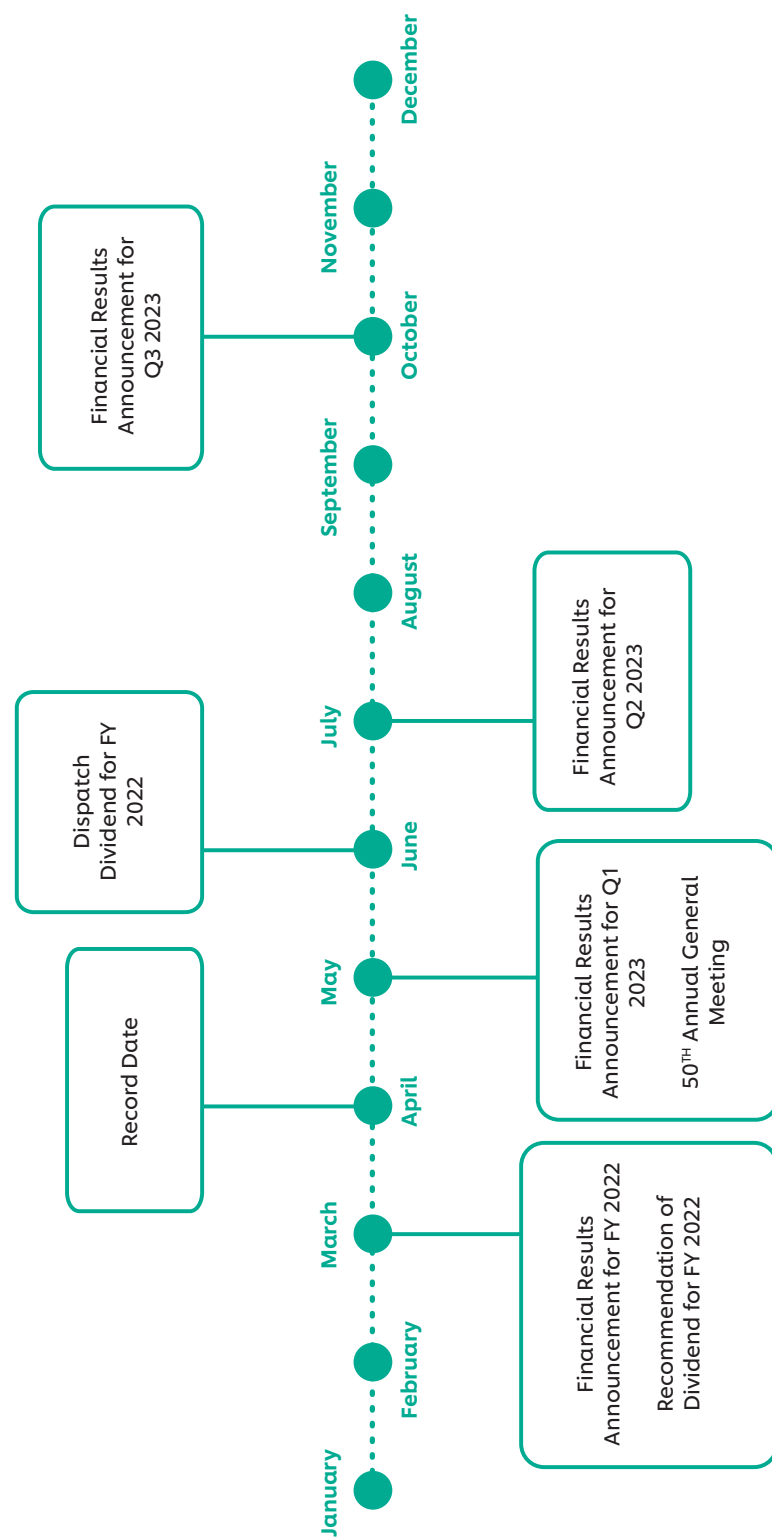 Record Date
Dispatch
Dividend for FY
2022
Financial Results
Announcement for
Q3 2023
January
February
March
April
May
June
July
August
September
October
November
December
Financial Results
Announcement for FY 2022
Recommendation of
Dividend for FY 2022
Financial Results
Announcement for Q1
2023
50TH Annual General
Meeting
Financial Results
Announcement for
Q2 2023